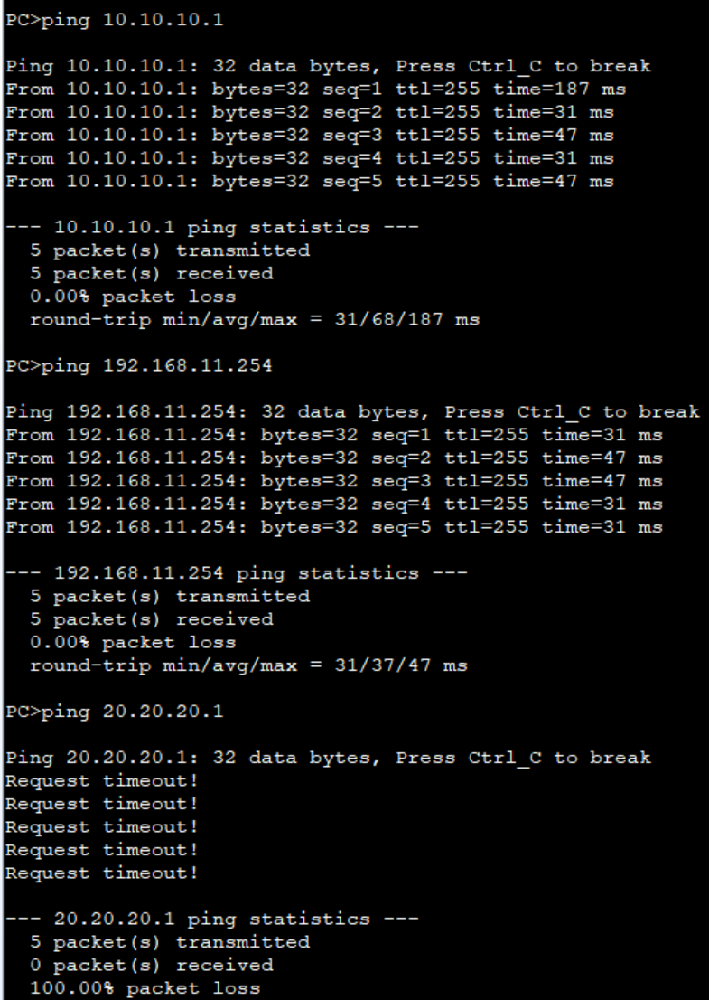 PC>ping 10.10.10.1
Ping 10.10.10.1: 32 data bytes, Press Ctrl_C to break
From 10.10.10.1: bytes=32 seq=1 ttl=255 time=187 ms
From 10.10.10.1: bytes=32 seq=2 ttl=255 time=31 ms
From 10.10.10.1: bytes=32 seq=3 ttl=255 time=47 ms
From 10.10.10.1: bytes=32 seq=4 ttl=255 time=31 ms
From 10.10.10.1: bytes=32 seq=5 ttl=255 time=47 ms
--- 10.10.10.1 ping statistics ---
5 packet(s) transmitted
5 packet(s) received
0.00% packet loss
round-trip min/avg/max = 31/68/187 ms
PC>ping 192.168.11.254
Ping 192.168.11.254: 32 data bytes, Press Ctrl_C to break
From 192.168.11.254: bytes=32 seq=1 ttl=255 time=31 ms
From 192.168.11.254: bytes=32 seq=2 ttl=255 time=47 ms
From 192.168.11.254: bytes=32 seq=3 ttl=255 time=47 ms
From 192.168.11.254: bytes=32 seq=4 ttl=255 time=31 ms
From 192.168.11.254: bytes=32 seq=5 ttl=255 time=31 ms
--- 192.168.11.254 ping statistics ---
5 packet(s) transmitted
5 packet(s) received
0.00% packet loss
round-trip min/avg/max = 31/37/47 ms
PC>ping 20.20.20.1
Ping 20.20.20.1: 32 data bytes, Press Ctrl_C to break
Request timeout!
Request timeout!
Request timeout!
Request timeout!
Request timeout!
--- 20.20.20.1 ping statistics ---
5 packet(s) transmitted
0 packet(s) received
100.00% packet loss